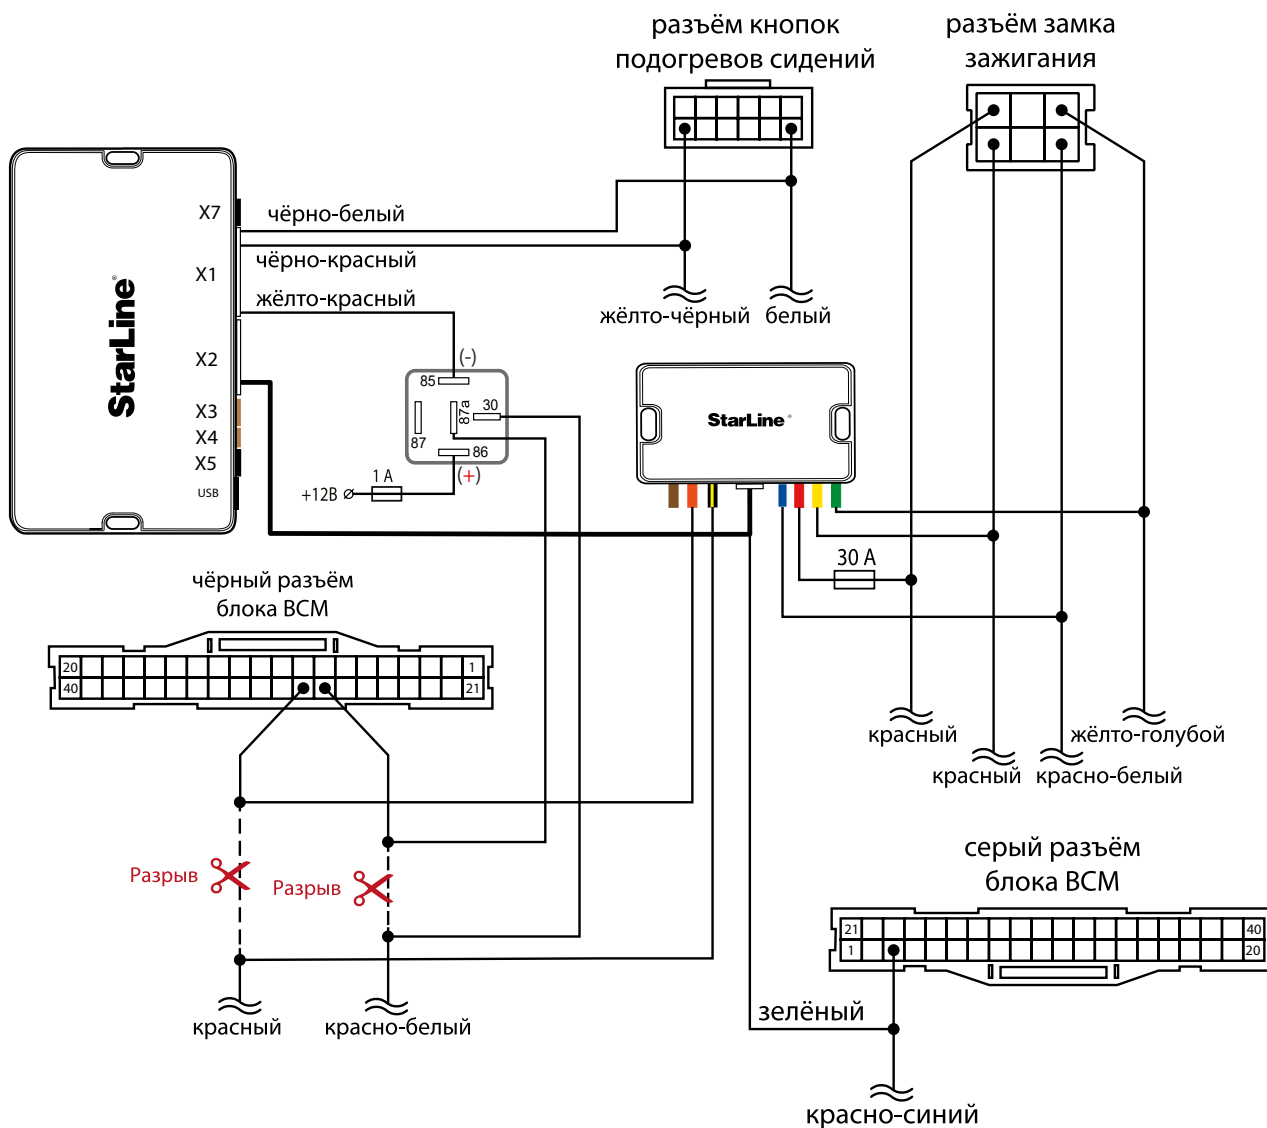 разъём кнопок
подогревов сидений
разъём замка
зажигания
X7
чёрно-белый
чёрно-красный
X1
жёлто-красный
жёлто-чёрный
белый
StarLine®
X2
X3
X4
X5
USB
(-)
85
87a
30
87
86
(+)
1 A
+12В
StarLine®
30 А
чёрный разъём
блока BCM
20
1
40
21
красный
жёлто-голубой
красный
красно-белый
Разрыв
Разрыв
серый разъём
блока BCM
21
40
1
20
зелёный
красный
красно-белый
красно-синий